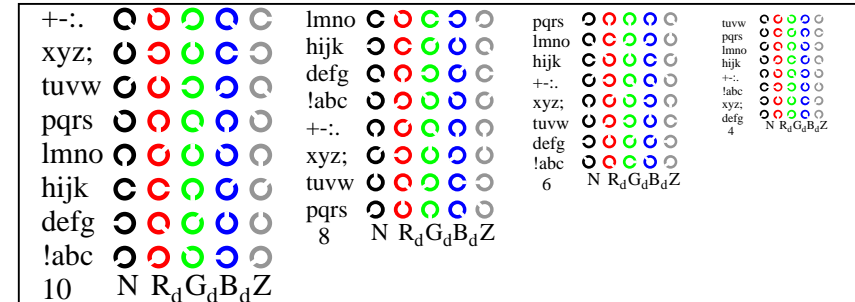 +-:.
xyz;
tuvw
pqrs
lmno
hijk
defg
!abc
10 N RdGdBdZ
lmno
hijk
defg
!abc
+-:.
xyz;
tuvw
pqrs
8 N RdGdBdZ
pqrs
lmno
hijk
+-:.
xyz;
tuvw
defg
!abc
6 N RdGdBdZ
tuvw
pqrs
lmno
hijk
+-:.
!abc
xyz;
defg
4 N RdGdBdZ